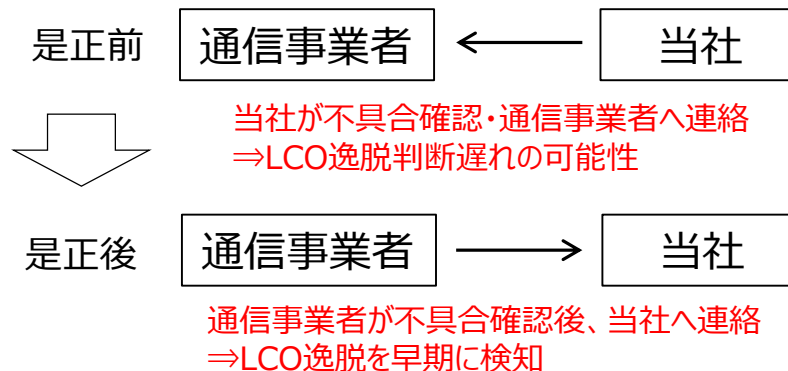 是正前 通信事業者 ← 当社
当社が不具合確認・通信事業者へ連絡
⇒LCO逸脱判断遅れの可能性
是正後 通信事業者 → 当社
通信事業者が不具合確認後、当社へ連絡
⇒LCO逸脱を早期に検知